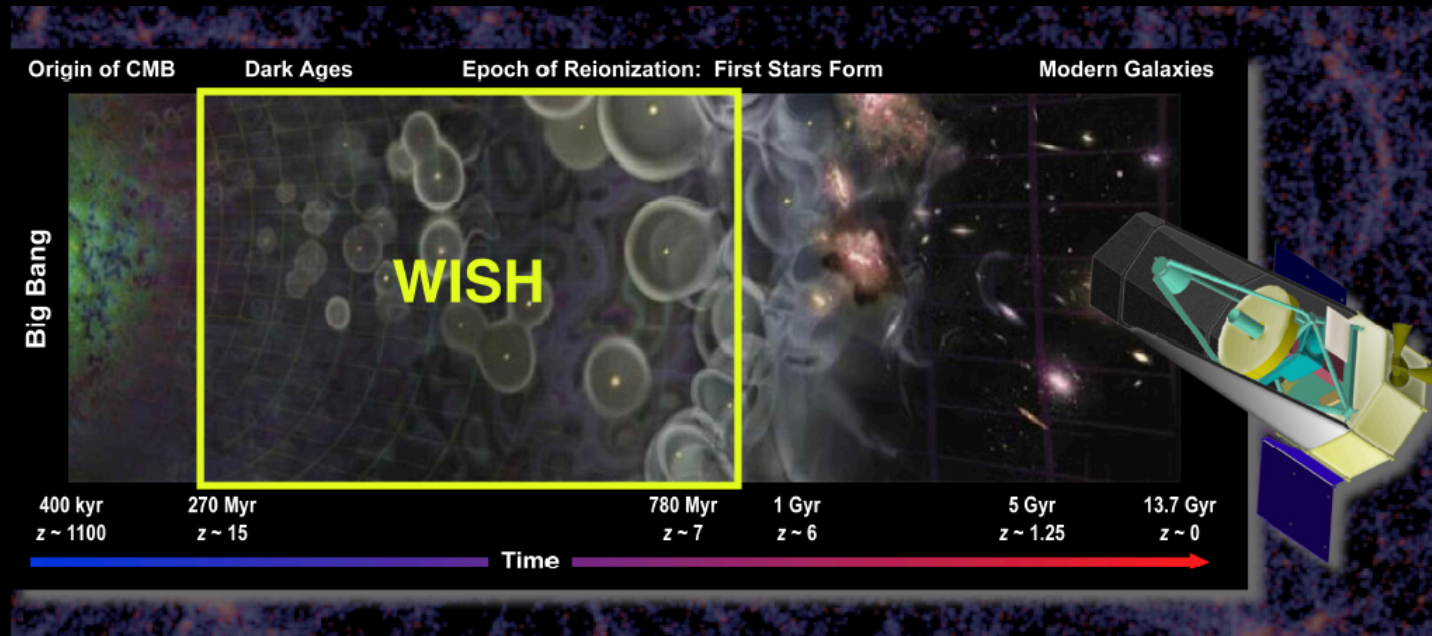 Origin of CMB
Dark Ages
Epoch of Reionization: First Stars Form
Modern Galaxies
Big Bang
WISH
400 kyr
z ~ 1100
270 Myr
z ~ 15
780 Myr
z ~ 7
1 Gyr
z ~ 6
5 Gyr
z ~ 1.25
13.7 Gyr
z ~ 0
Time